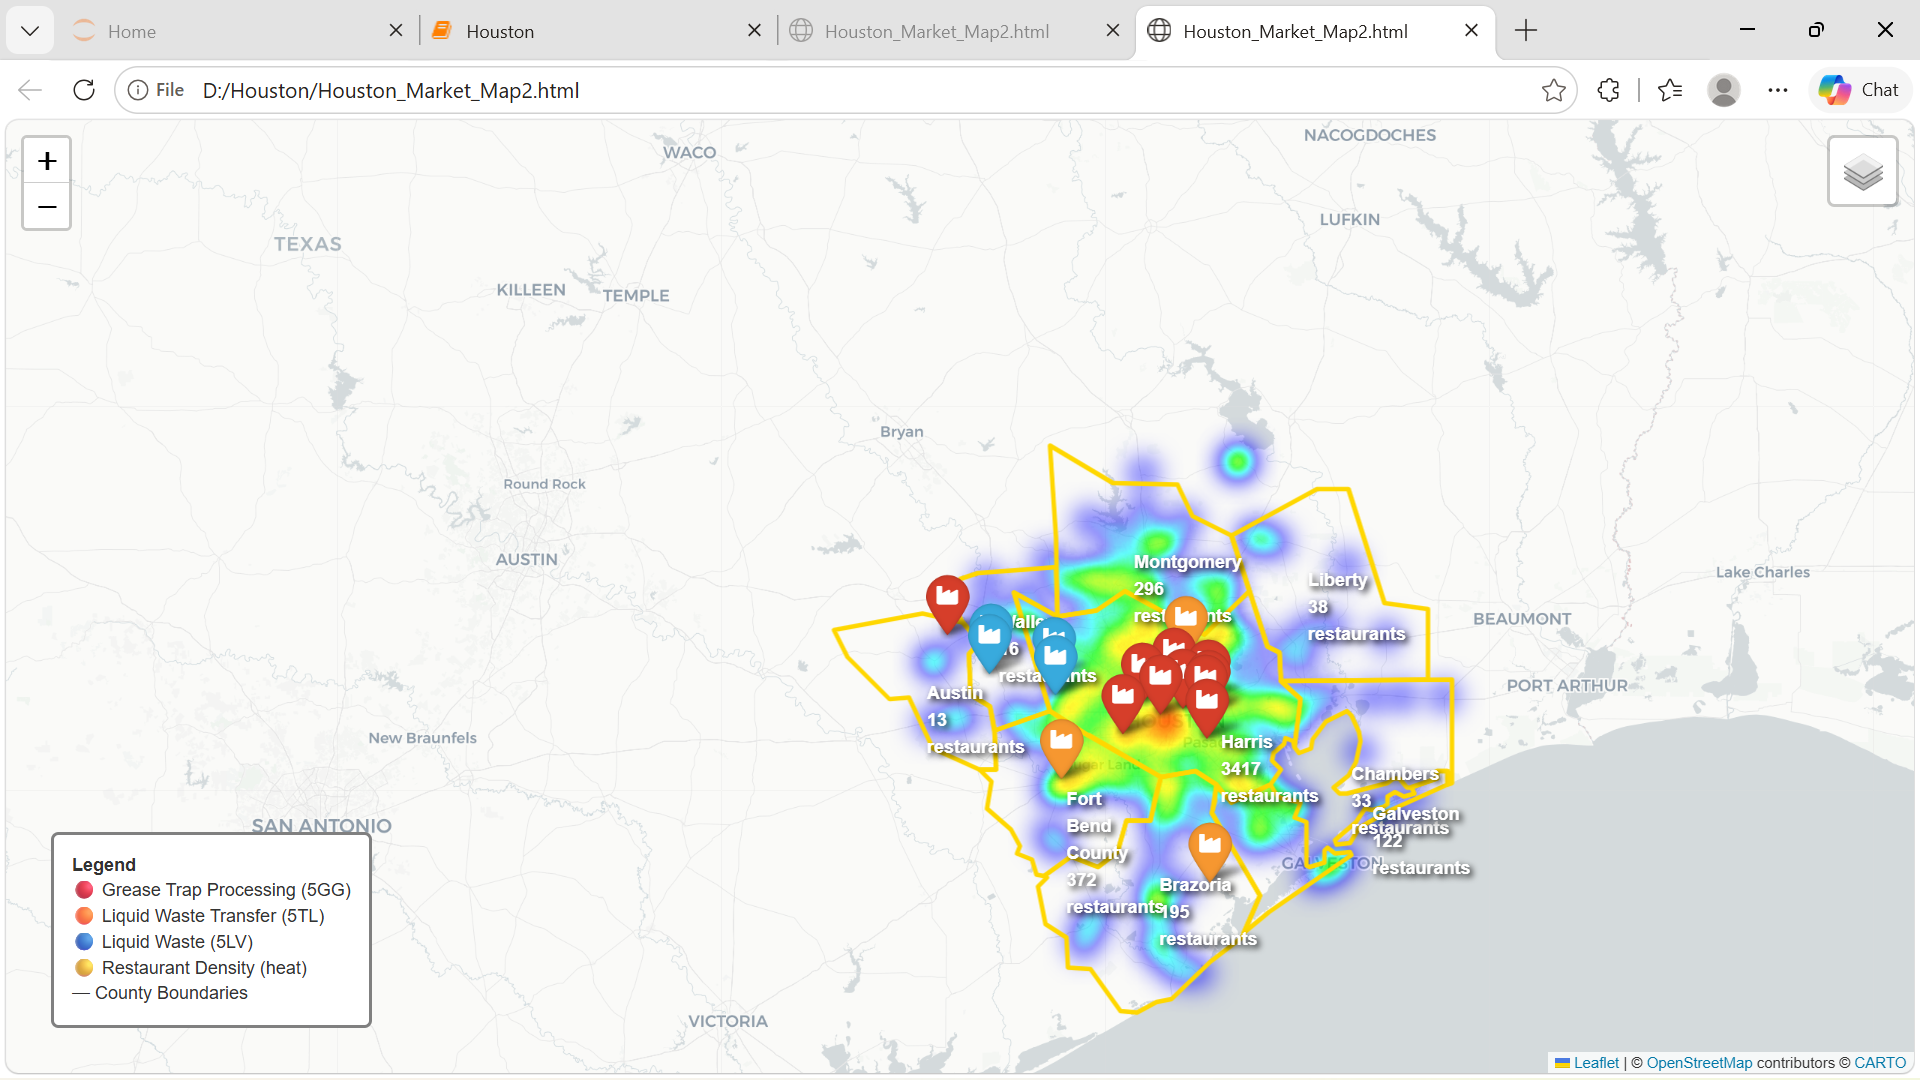 Home
Houston
Houston_Market_Map2.html
Houston_Market_Map2.html
File
D:/Houston/Houston_Market_Map2.html
Chat
+
−
NACOGDOCHES
WACO
LUFKIN
TEXAS
KILLEEN
TEMPLE
Bryan
Round Rock
AUSTIN
Lake Charles
BEAUMONT
PORT ARTHUR
New Braunfels
SAN ANTONIO
VICTORIA
GALVESTON
Montgomery
296
Liberty
38
restaurants
Austin
13
restaurants
Harris
3417
restaurants
Chambers
33
restaurants
Galveston
122
restaurants
Fort
Bend
County
372
restaurants
Brazoria
195
restaurants
Legend
Grease Trap Processing (5GG)
Liquid Waste Transfer (5TL)
Liquid Waste (5LV)
Restaurant Density (heat)
— County Boundaries
Leaflet | © OpenStreetMap contributors © CARTO